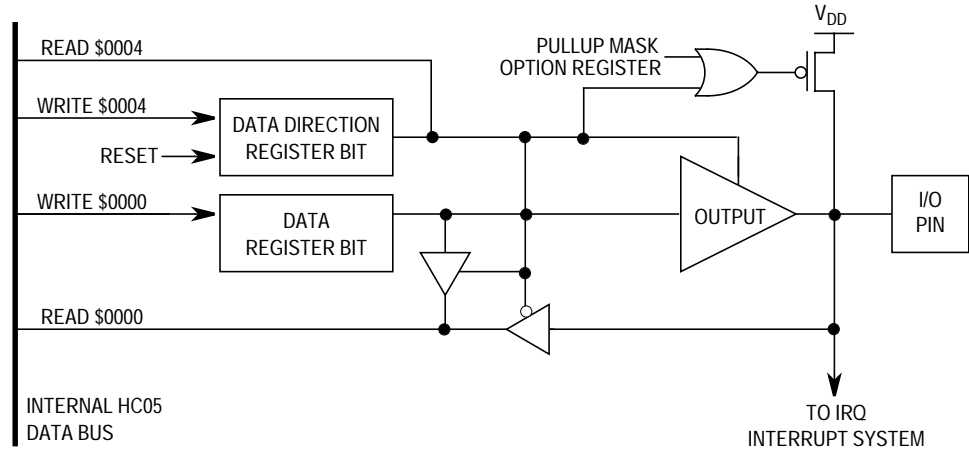 READ $0004
WRITE $0004
RESET
WRITE $0000
READ $0000
INTERNAL HC05
DATA BUS
DATA DIRECTION
REGISTER BIT
DATA
REGISTER BIT
PULLUP MASK
OPTION REGISTER
VDD
OUTPUT
I/O
PIN
TO IRQ
INTERRUPT SYSTEM